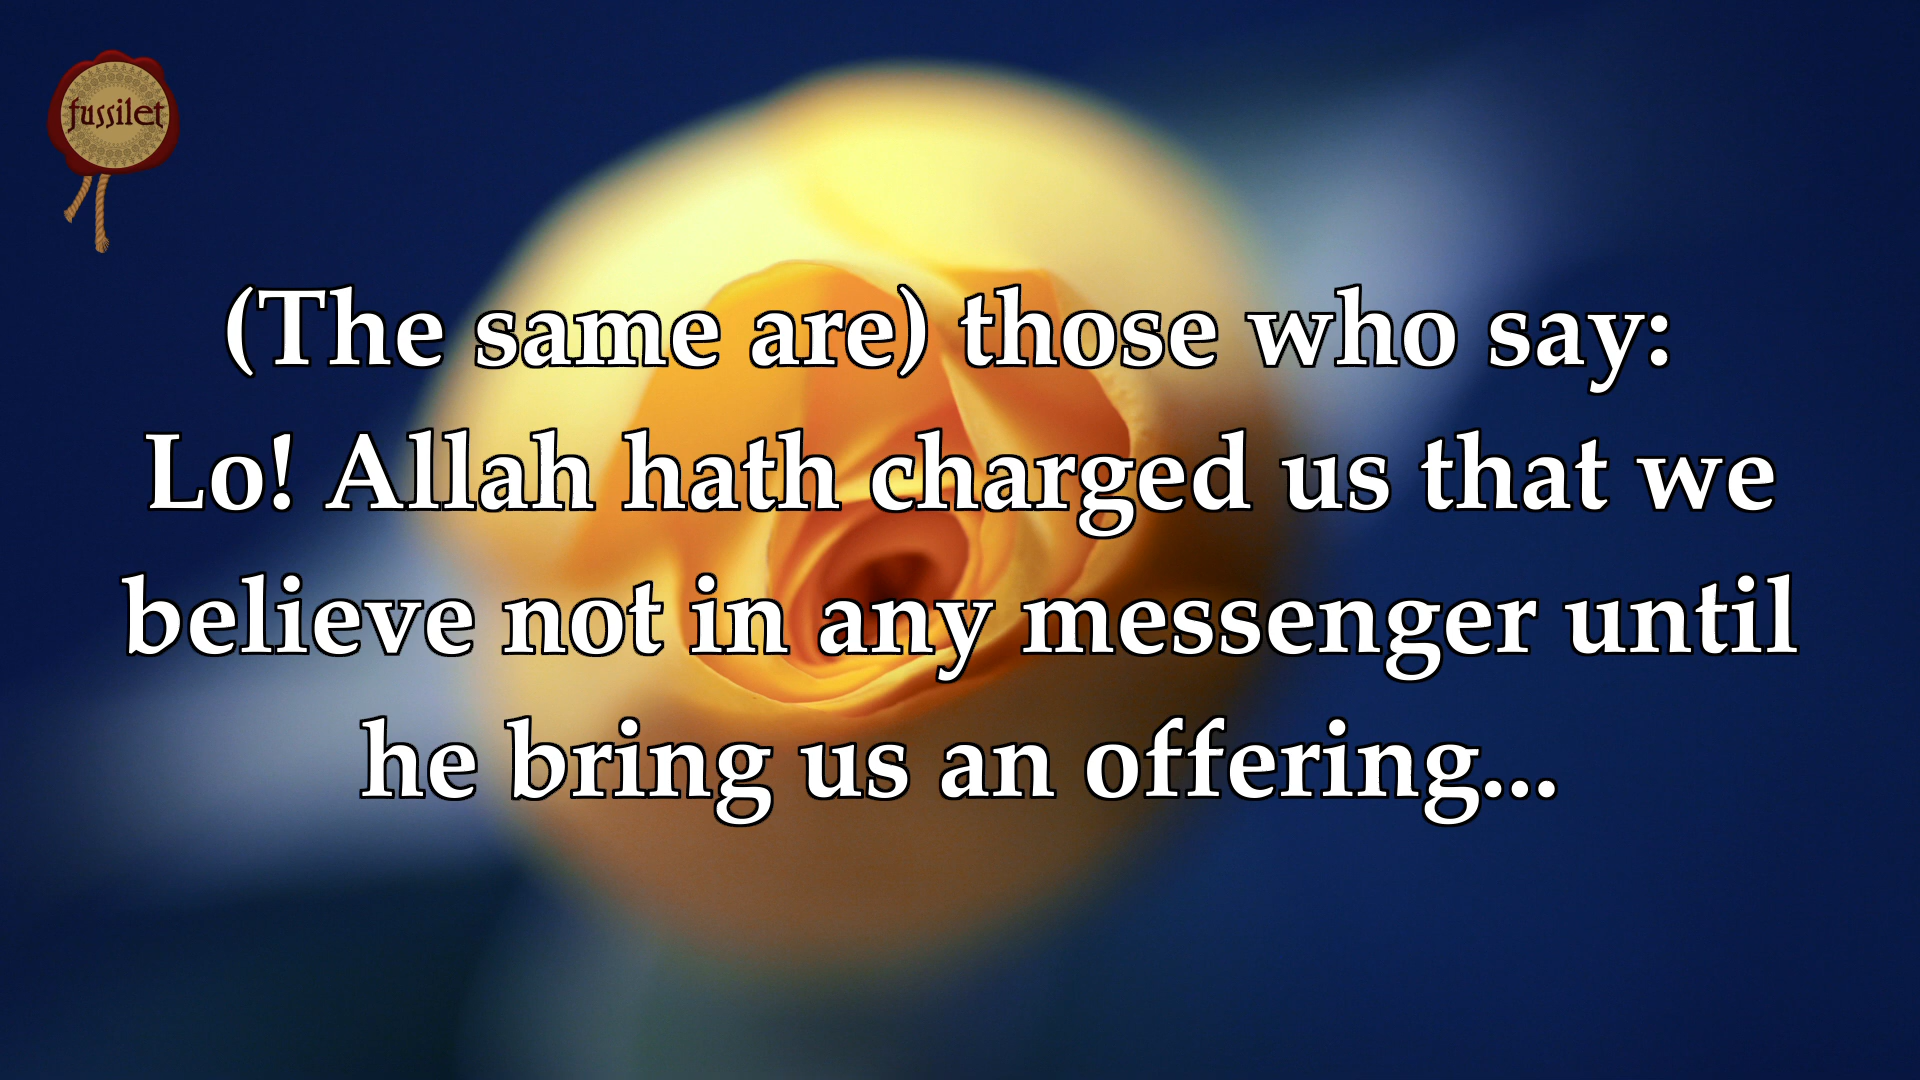 fussilet
(The same are) those who say:
Lo! Allah hath charged us that we
believe not in any messenger until
he bring us an offering...